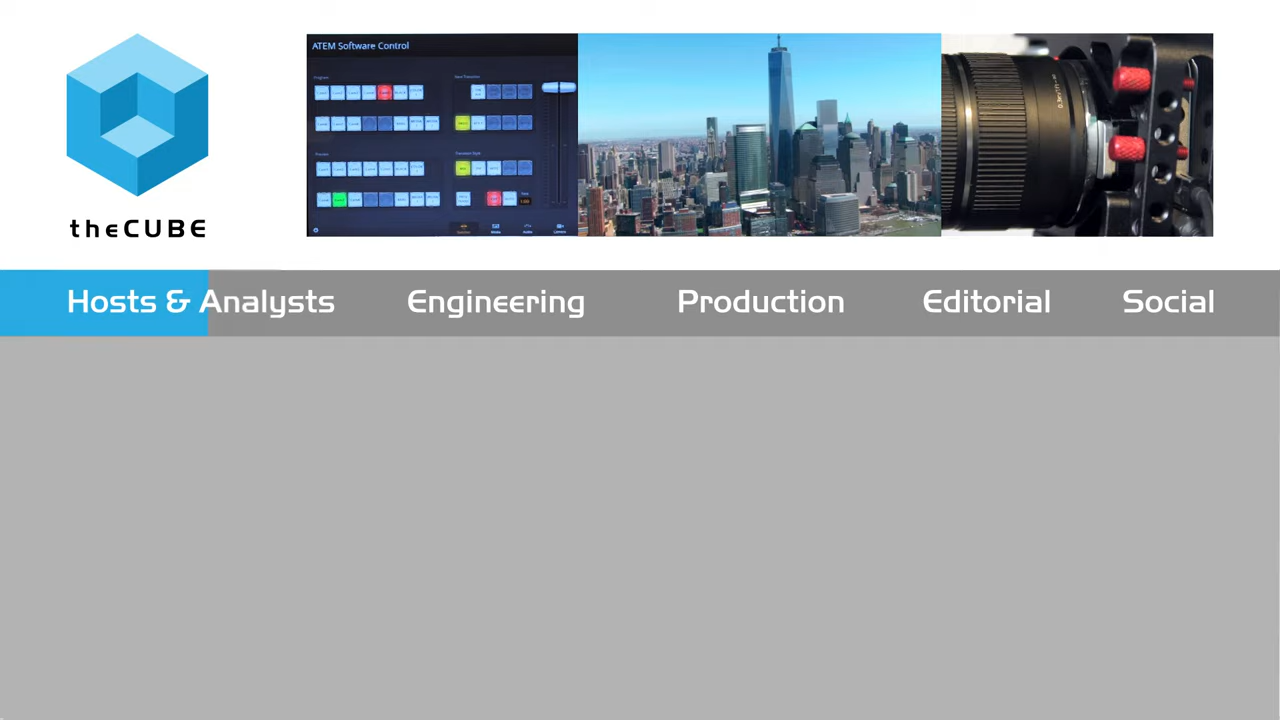 ATEM Software Control
theCUBE
Hosts & Analysts
Engineering
Production
Editorial
Social